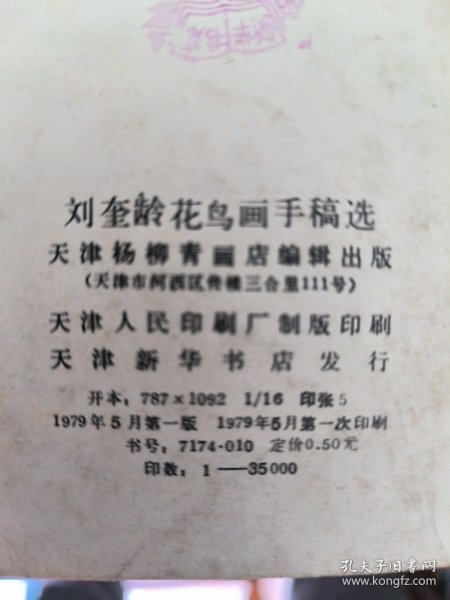 刘奎龄花鸟画手稿选
天津杨柳青画店编辑出版
(天津市河西区佟楼三合里111号)
天津人民印刷厂制版印刷
天津新华书店发行
开本：787×1092 1/16 印张5
1979年5月第一版 1979年5月第一次印刷
书号：7174·010 定价0.50元
印数：1——35000
孔夫子旧书网
www.kongfz.com